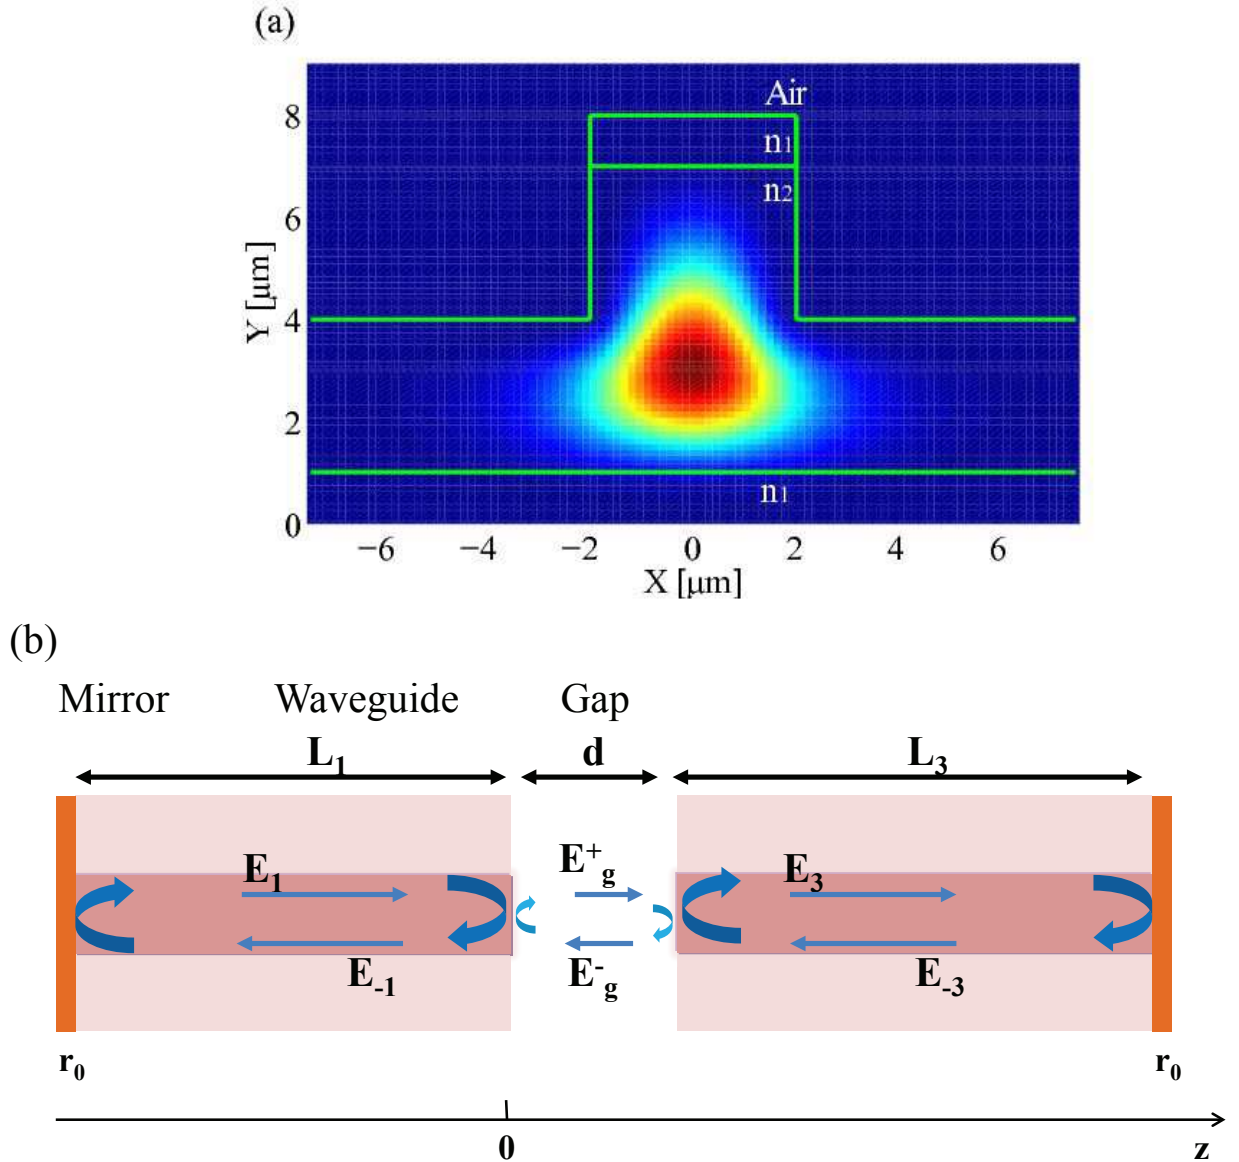 (a)
Air
8
n1
n2
6
Y [μm]
4
2
n1
0
−6 −4 −2 0 2 4 6
X [μm]
(b)
Mirror Waveguide Gap
L1 d L3
E1 E+g E3
E-1 E-g E-3
r0 r0
0 z